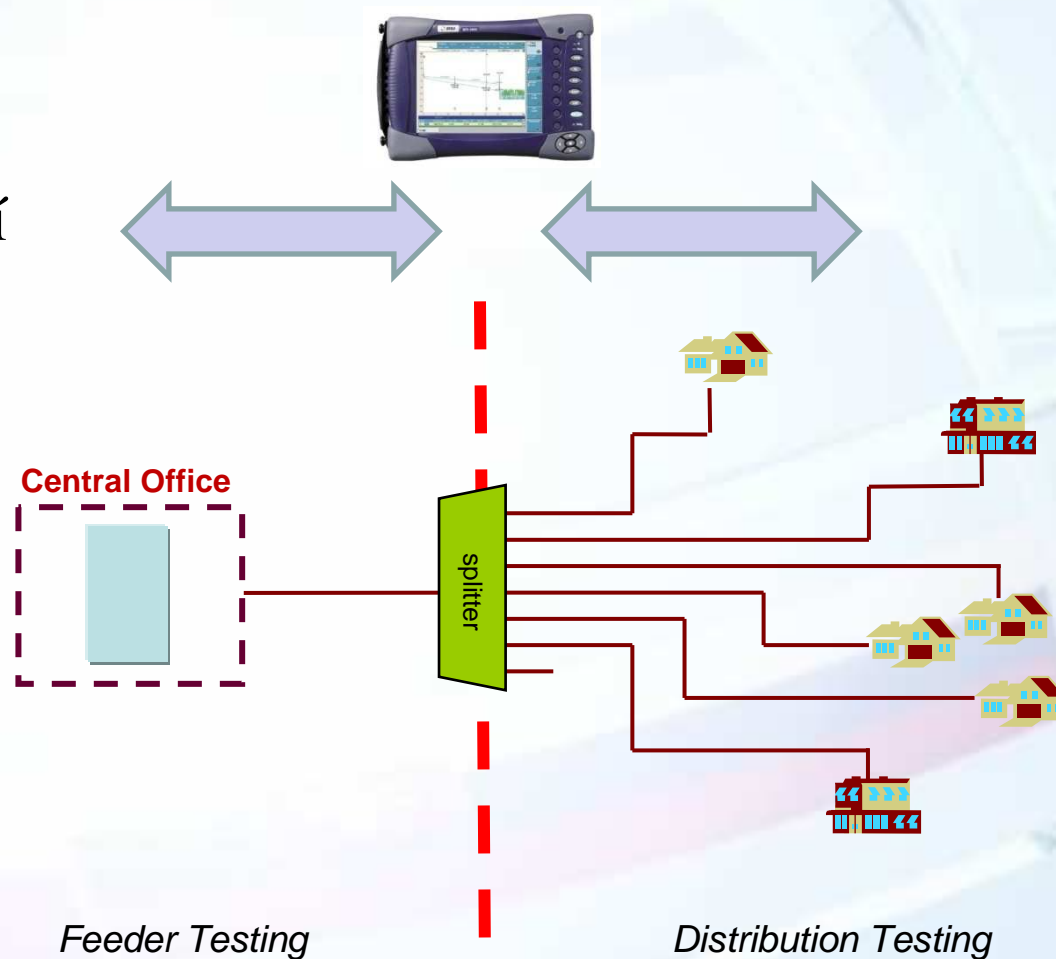 í
Central Office
splitter
Feeder Testing
Distribution Testing